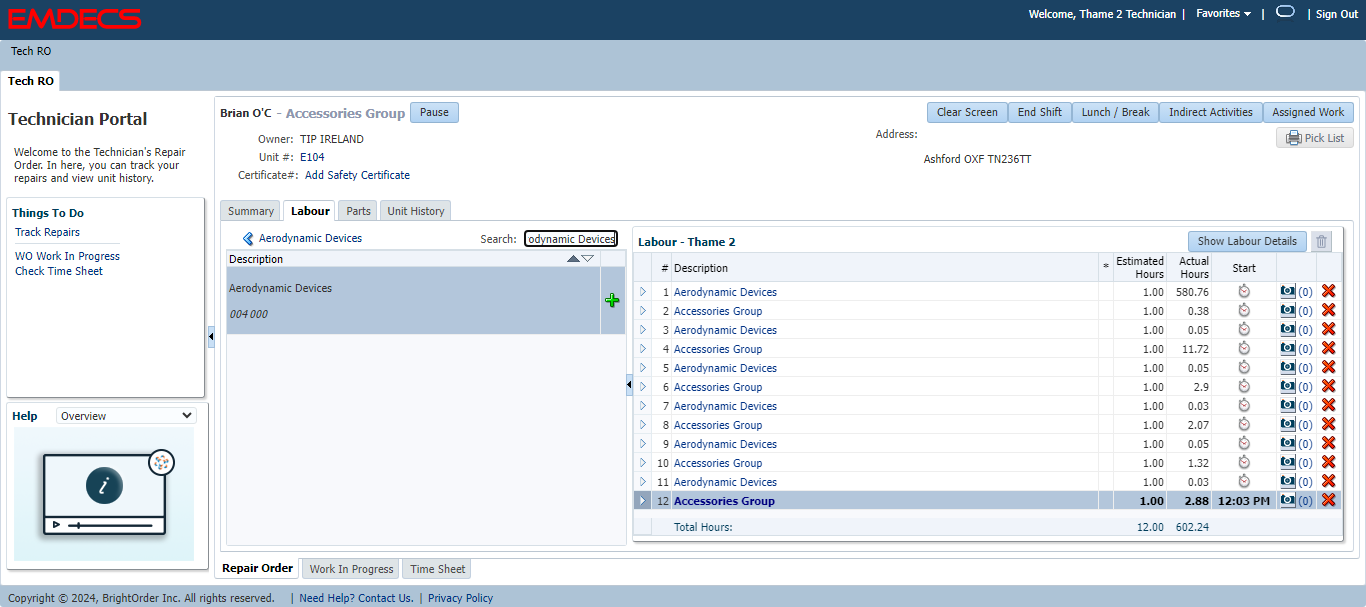 EMDECS
Welcome, Thame 2 Technician | Favorites | | Sign Out
Tech RO
Tech RO
Technician Portal
Welcome to the Technician's Repair
Order. In here, you can track your
repairs and view unit history.
Things To Do
Track Repairs
WO Work In Progress
Check Time Sheet
Help Overview
i
Brian O'C - Accessories Group Pause
Clear Screen End Shift Lunch / Break Indirect Activities Assigned Work
Pick List
Owner: TIP IRELAND
Unit #: E104
Certificate#: Add Safety Certificate
Address:
Ashford OXF TN236TT
Summary Labour Parts Unit History
Aerodynamic Devices Search: odynamic Devices
Description
Aerodynamic Devices
004 000
Labour - Thame 2 Show Labour Details
# Description * Estimated Hours Actual Hours Start
1 Aerodynamic Devices 1.00 580.76 (0)
2 Accessories Group 1.00 0.38 (0)
3 Aerodynamic Devices 1.00 0.05 (0)
4 Accessories Group 1.00 11.72 (0)
5 Aerodynamic Devices 1.00 0.05 (0)
6 Accessories Group 1.00 2.9 (0)
7 Aerodynamic Devices 1.00 0.03 (0)
8 Accessories Group 1.00 2.07 (0)
9 Aerodynamic Devices 1.00 0.05 (0)
10 Accessories Group 1.00 1.32 (0)
11 Aerodynamic Devices 1.00 0.03 (0)
12 Accessories Group 1.00 2.88 12:03 PM (0)
Total Hours: 12.00 602.24
Repair Order Work In Progress Time Sheet
Copyright © 2024, BrightOrder Inc. All rights reserved. | Need Help? Contact Us. | Privacy Policy